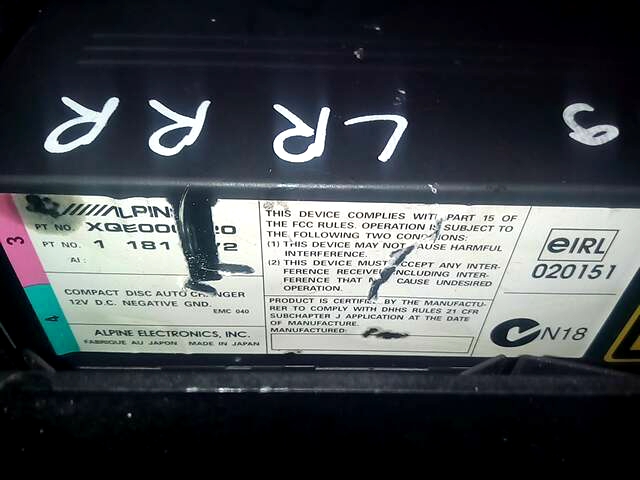 R R R L 9
ALPIN
PT NO. XQE000 20
PT NO. 1 181 72
AI :
COMPACT DISC AUTO CHANGER
12V D.C. NEGATIVE GND.
EMC 040
ALPINE ELECTRONICS, INC.
FABRIQUE AU JAPON MADE IN JAPAN
3
4
THIS DEVICE COMPLIES WITH PART 15 OF
THE FCC RULES. OPERATION IS SUBJECT TO
THE FOLLOWING TWO CONDITIONS:
(1) THIS DEVICE MAY NOT CAUSE HARMFUL
INTERFERENCE.
(2) THIS DEVICE MUST ACCEPT ANY INTER-
FERENCE RECEIVED, INCLUDING INTER-
FERENCE THAT MAY CAUSE UNDESIRED
OPERATION.
PRODUCT IS CERTIFIED BY THE MANUFACTU-
RER TO COMPLY WITH DHHS RULES 21 CFR
SUBCHAPTER J APPLICATION AT THE DATE
OF MANUFACTURE.
MANUFACTURED:
eIRL
020151
N18